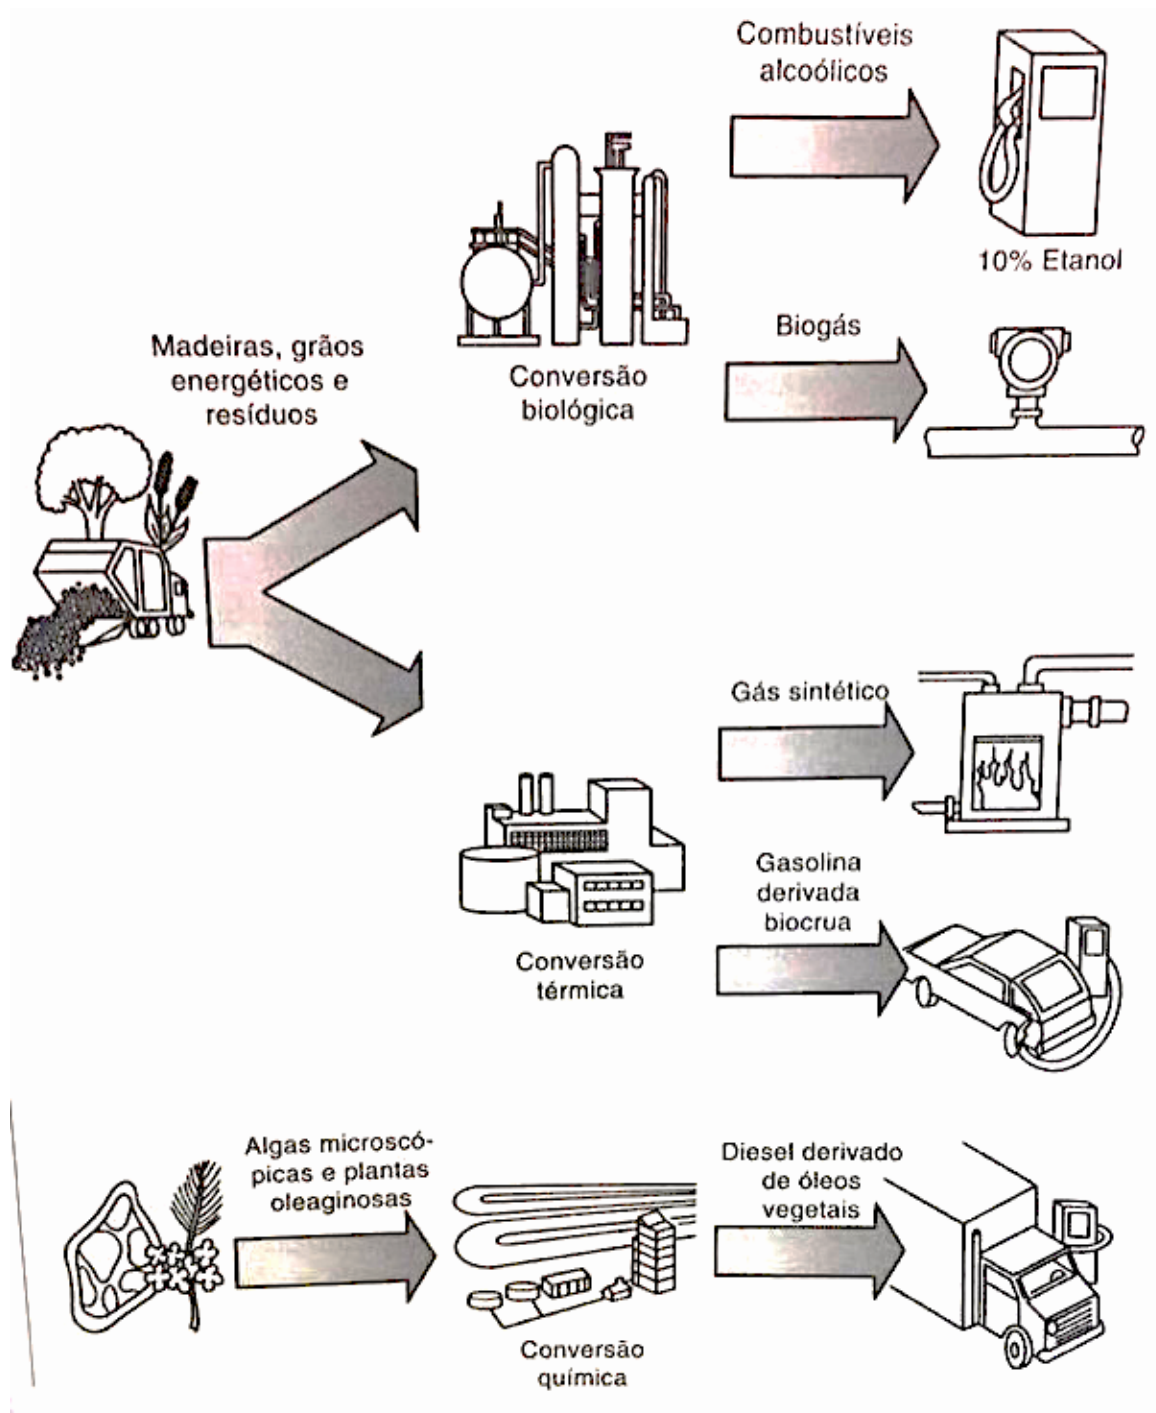 Combustíveis
alcoólicos
10% Etanol
Biogás
Madeiras, grãos
energéticos e
resíduos
Conversão
biológica
Gás sintético
Gasolina
derivada
biocrua
Conversão
térmica
Algas microscó-
picas e plantas
oleaginosas
Diesel derivado
de óleos
vegetais
Conversão
química